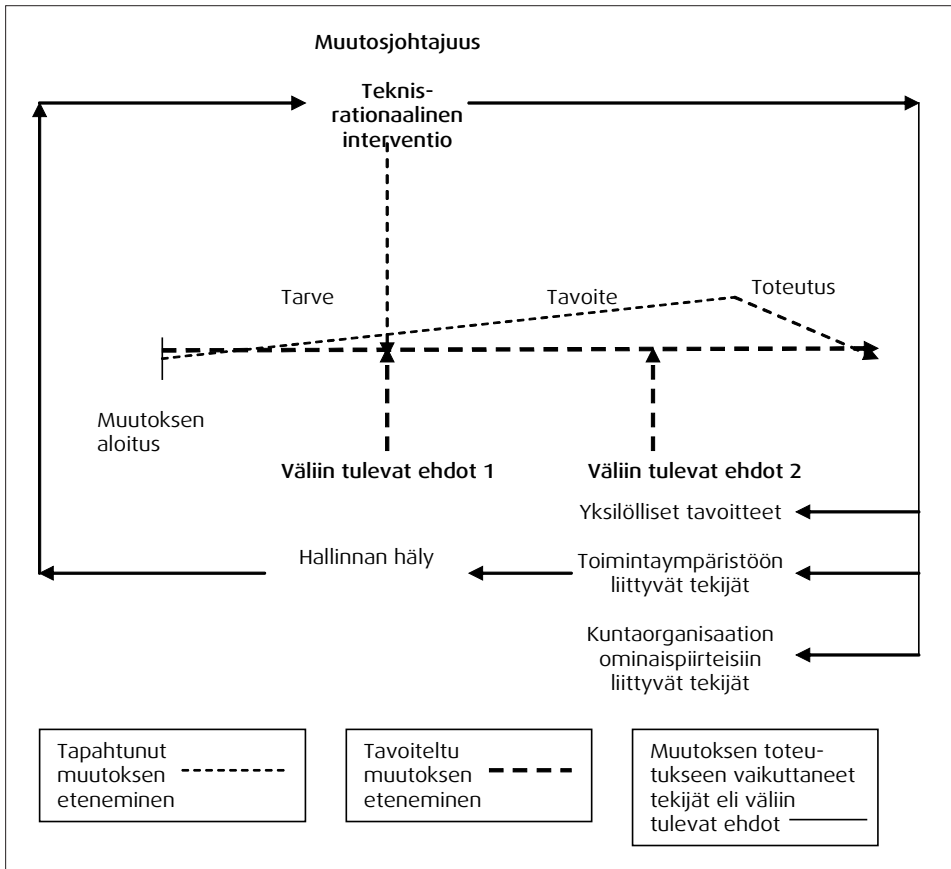 Muutosjohtajuus
Teknis-
rationaalinen
interventio
Tarve
Tavoite
Toteutus
Muutoksen
aloitus
Väliin tulevat ehdot 1
Väliin tulevat ehdot 2
Yksilölliset tavoitteet
Hallinnan häly
Toimintaympäristöön
liittyvät tekijät
Kuntaorganisaation
ominaispiirteisiin
liittyvät tekijät
Tapahtunut
muutoksen
eteneminen
Tavoiteltu
muutoksen
eteneminen
Muutoksen toteu-
tukseen vaikuttaneet
tekijät eli väliin
tulevat ehdot